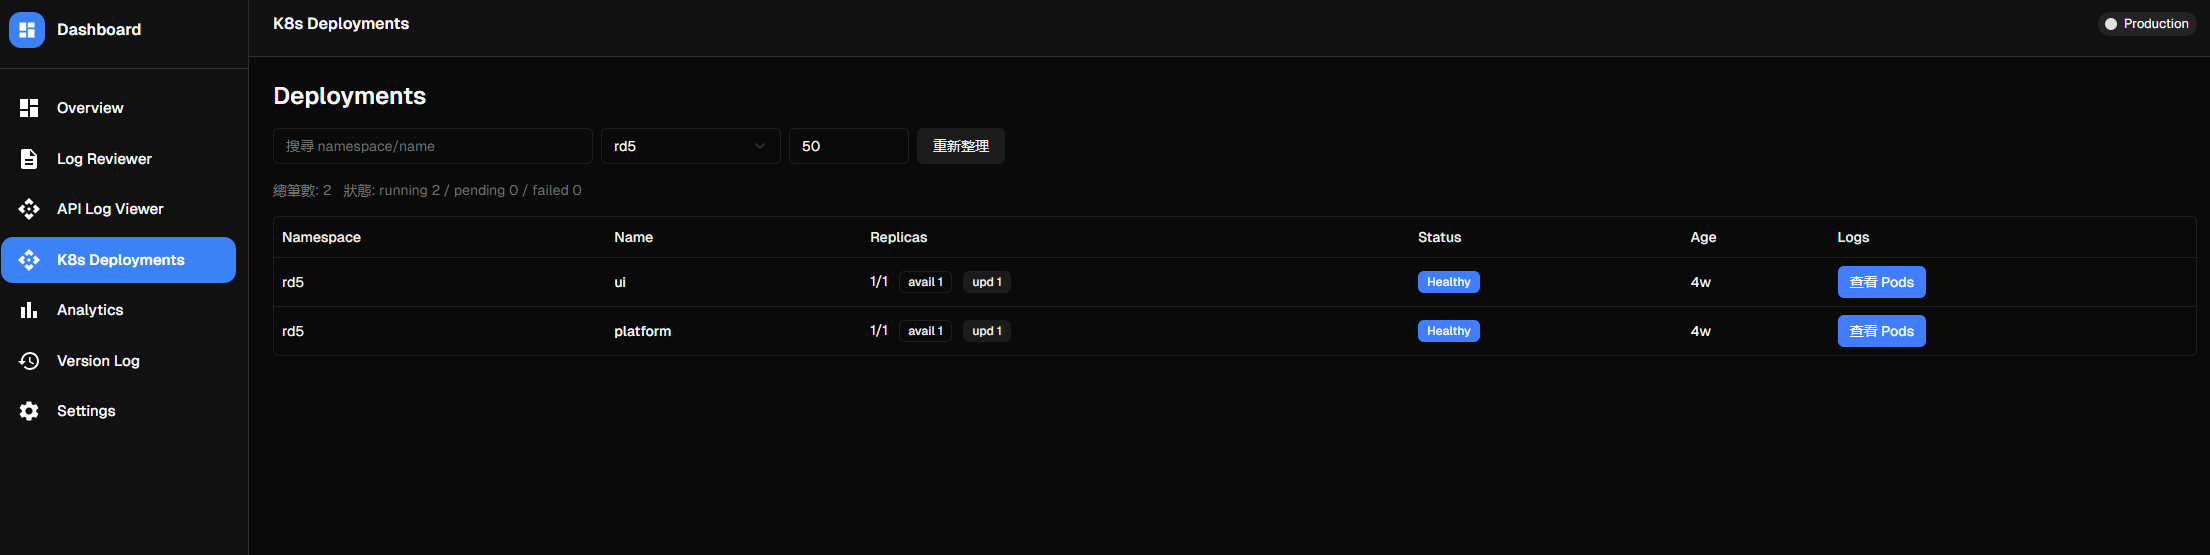 Dashboard
Overview
Log Reviewer
API Log Viewer
K8s Deployments
Analytics
Version Log
Settings
K8s Deployments
Production
Deployments
搜尋 namespace/name
rd5
50
重新整理
總筆數: 2 狀態: running 2 / pending 0 / failed 0
Namespace Name Replicas Status Age Logs
rd5 ui 1/1 avail 1 upd 1 Healthy 4w 查看 Pods
rd5 platform 1/1 avail 1 upd 1 Healthy 4w 查看 Pods